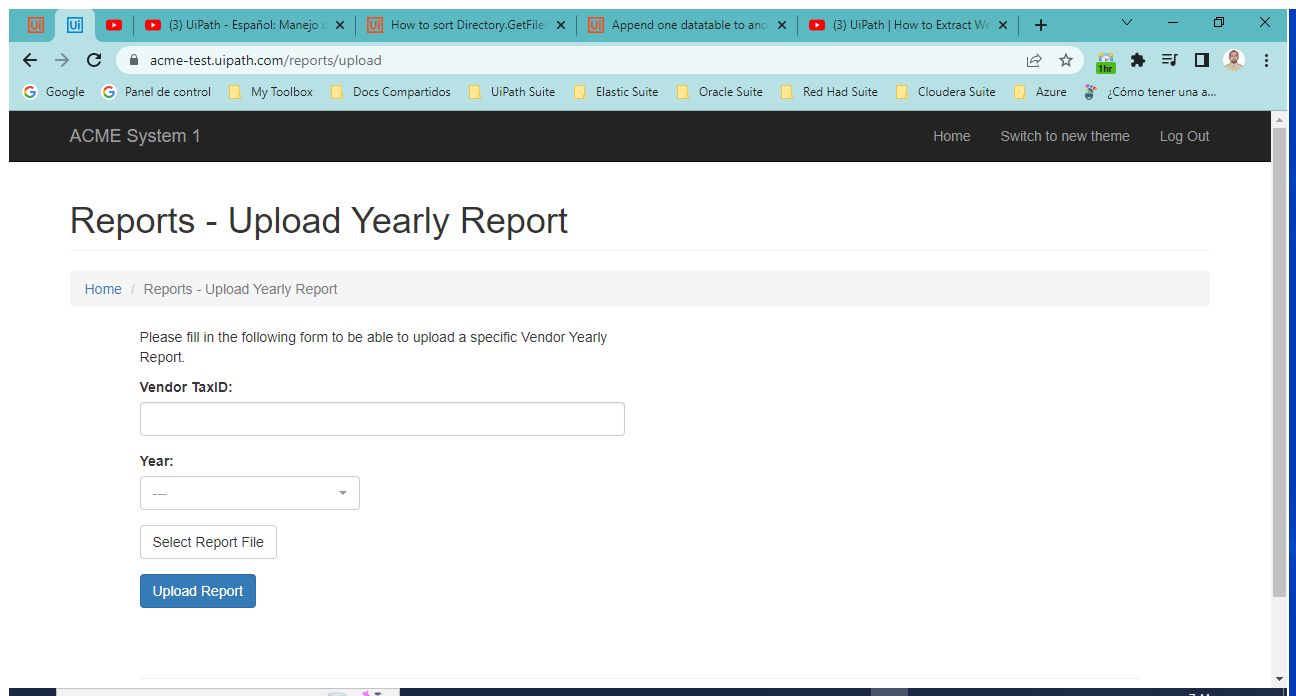 (3) UiPath - Español: Manejo
How to sort Directory.GetFiles
Append one datatable to ano
(3) UiPath | How to Extract We
acme-test.uipath.com/reports/upload
1hr
Google Panel de control My Toolbox Docs Compartidos UiPath Suite Elastic Suite Oracle Suite Red Had Suite Cloudera Suite Azure ¿Cómo tener una a...
ACME System 1 Home Switch to new theme Log Out
Reports - Upload Yearly Report
Home / Reports - Upload Yearly Report
Please fill in the following form to be able to upload a specific Vendor Yearly
Report.
Vendor TaxID:
Year:
---
Select Report File
Upload Report